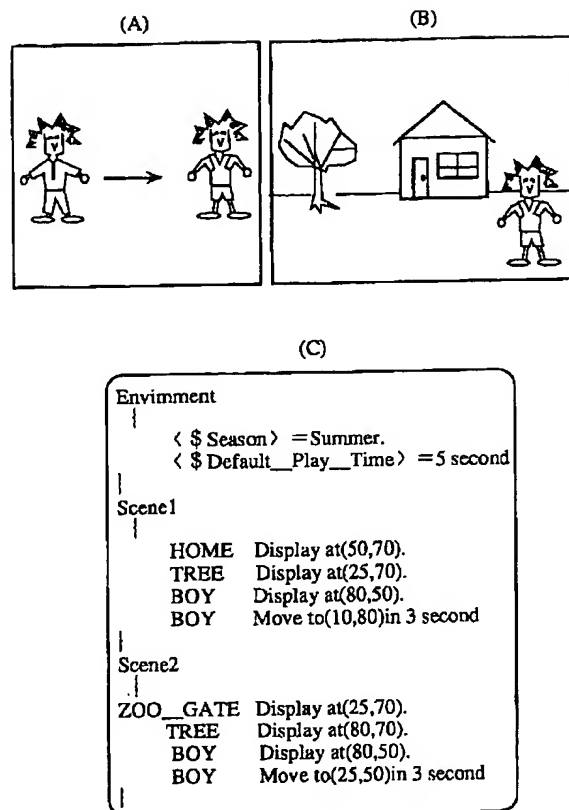 (A)
(B)
(C)
Envimment
{
〈 $ Season〉 =Summer.
〈 $ Default__Play__Time〉 =5 second
}
Scene1
{
HOME Display at(50,70).
TREE Display at(25,70).
BOY Display at(80,50).
BOY Move to(10,80)in 3 second
}
Scene2
{
ZOO__GATE Display at(25,70).
TREE Display at(80,70).
BOY Display at(80,50).
BOY Move to(25,50)in 3 second
}